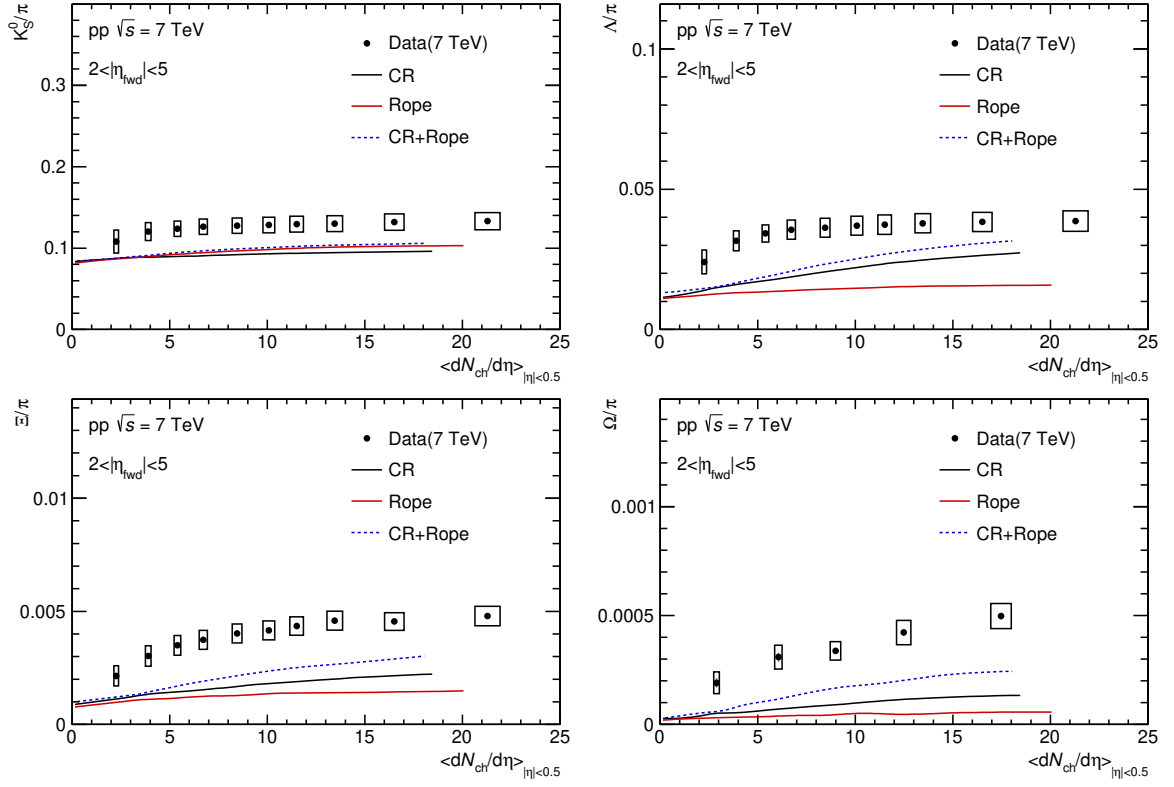 K⁰_S/π
pp √s = 7 TeV
2<|η_fwd|<5
Data(7 TeV)
CR
Rope
CR+Rope
0.3
0.2
0.1
0
0 5 10 15 20 25
<dN_ch/dη>_|η|<0.5
Λ/π
pp √s = 7 TeV
2<|η_fwd|<5
Data(7 TeV)
CR
Rope
CR+Rope
0.1
0.05
0
0 5 10 15 20 25
<dN_ch/dη>_|η|<0.5
Ξ/π
pp √s = 7 TeV
2<|η_fwd|<5
Data(7 TeV)
CR
Rope
CR+Rope
0.01
0.005
0
0 5 10 15 20 25
<dN_ch/dη>_|η|<0.5
Ω/π
pp √s = 7 TeV
2<|η_fwd|<5
Data(7 TeV)
CR
Rope
CR+Rope
0.001
0.0005
0
0 5 10 15 20 25
<dN_ch/dη>_|η|<0.5